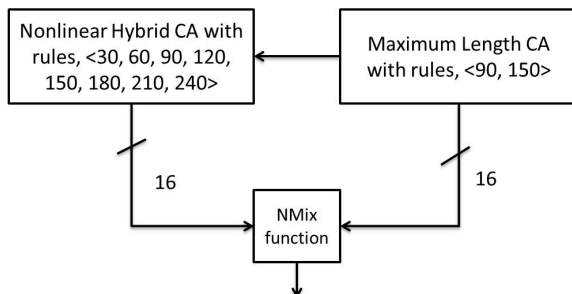 Nonlinear Hybrid CA with
rules, <30, 60, 90, 120,
150, 180, 210, 240>
Maximum Length CA
with rules, <90, 150>
16
16
NMix
function